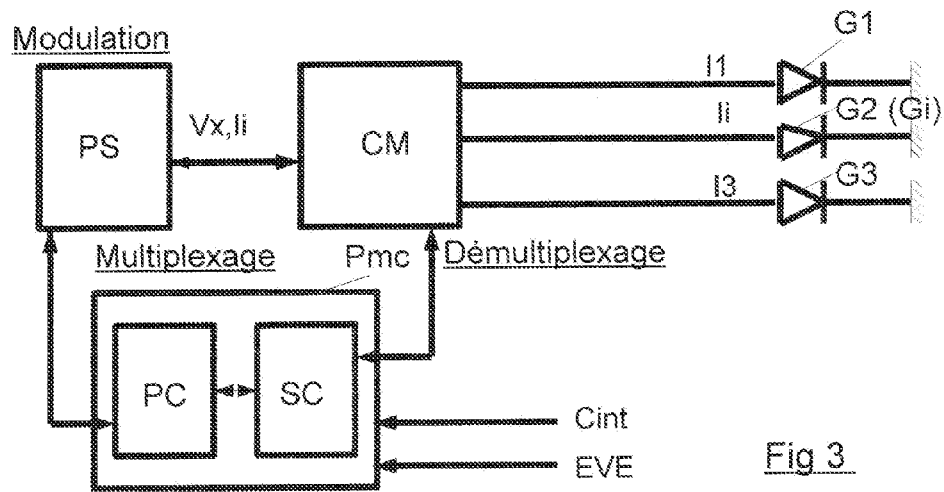 Modulation
PS
Vx,Ii
CM
I1
Ii
I3
G1
G2 (Gi)
G3
Multiplexage
Pmc
Démultiplexage
PC
SC
Cint
EVE
Fig 3